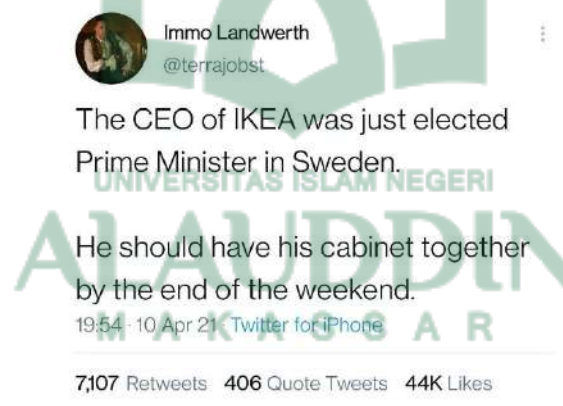 Immo Landwerth
@terrajobst
The CEO of IKEA was just elected
Prime Minister in Sweden.
UNIVERSITAS ISLAM NEGERI
ALAUDDIN
He should have his cabinet together
by the end of the weekend.
19:54 · 10 Apr 21 · Twitter for iPhone
M A K A S S A R
7,107 Retweets 406 Quote Tweets 44K Likes